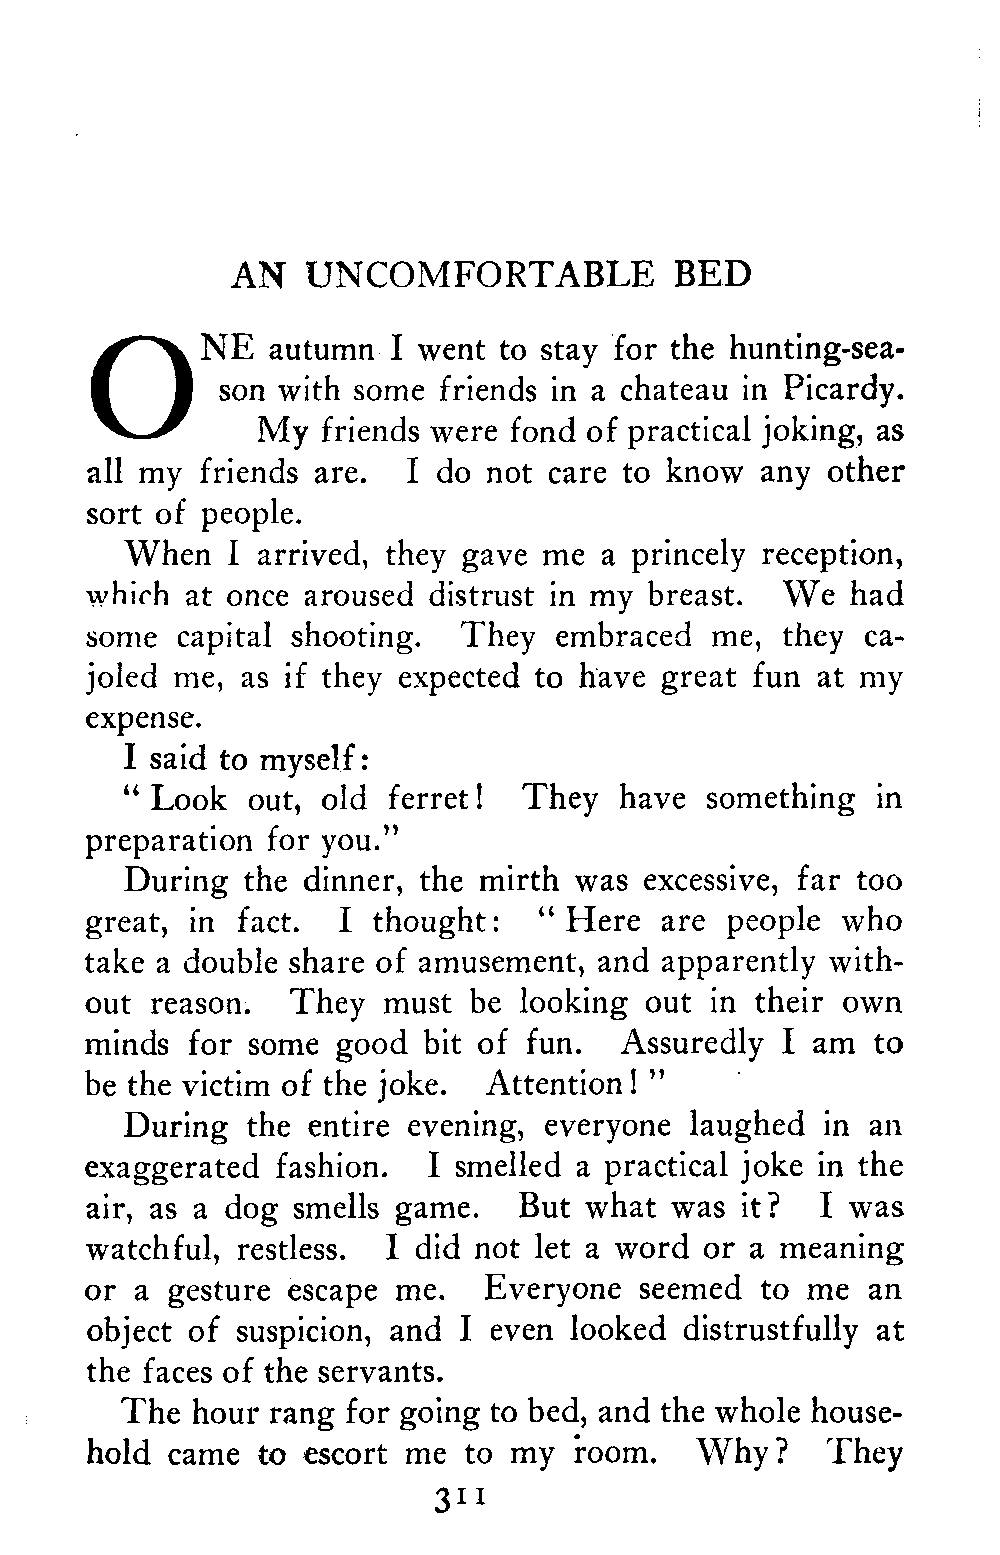 AN UNCOMFORTABLE BED
ONE autumn I went to stay for the hunting-sea-
son with some friends in a chateau in Picardy.
My friends were fond of practical joking, as
all my friends are. I do not care to know any other
sort of people.
When I arrived, they gave me a princely reception,
which at once aroused distrust in my breast. We had
some capital shooting. They embraced me, they ca-
joled me, as if they expected to have great fun at my
expense.
I said to myself:
“ Look out, old ferret! They have something in
preparation for you.”
During the dinner, the mirth was excessive, far too
great, in fact. I thought: “ Here are people who
take a double share of amusement, and apparently with-
out reason. They must be looking out in their own
minds for some good bit of fun. Assuredly I am to
be the victim of the joke. Attention! ”
During the entire evening, everyone laughed in an
exaggerated fashion. I smelled a practical joke in the
air, as a dog smells game. But what was it? I was
watchful, restless. I did not let a word or a meaning
or a gesture escape me. Everyone seemed to me an
object of suspicion, and I even looked distrustfully at
the faces of the servants.
The hour rang for going to bed, and the whole house-
hold came to escort me to my room. Why? They
311